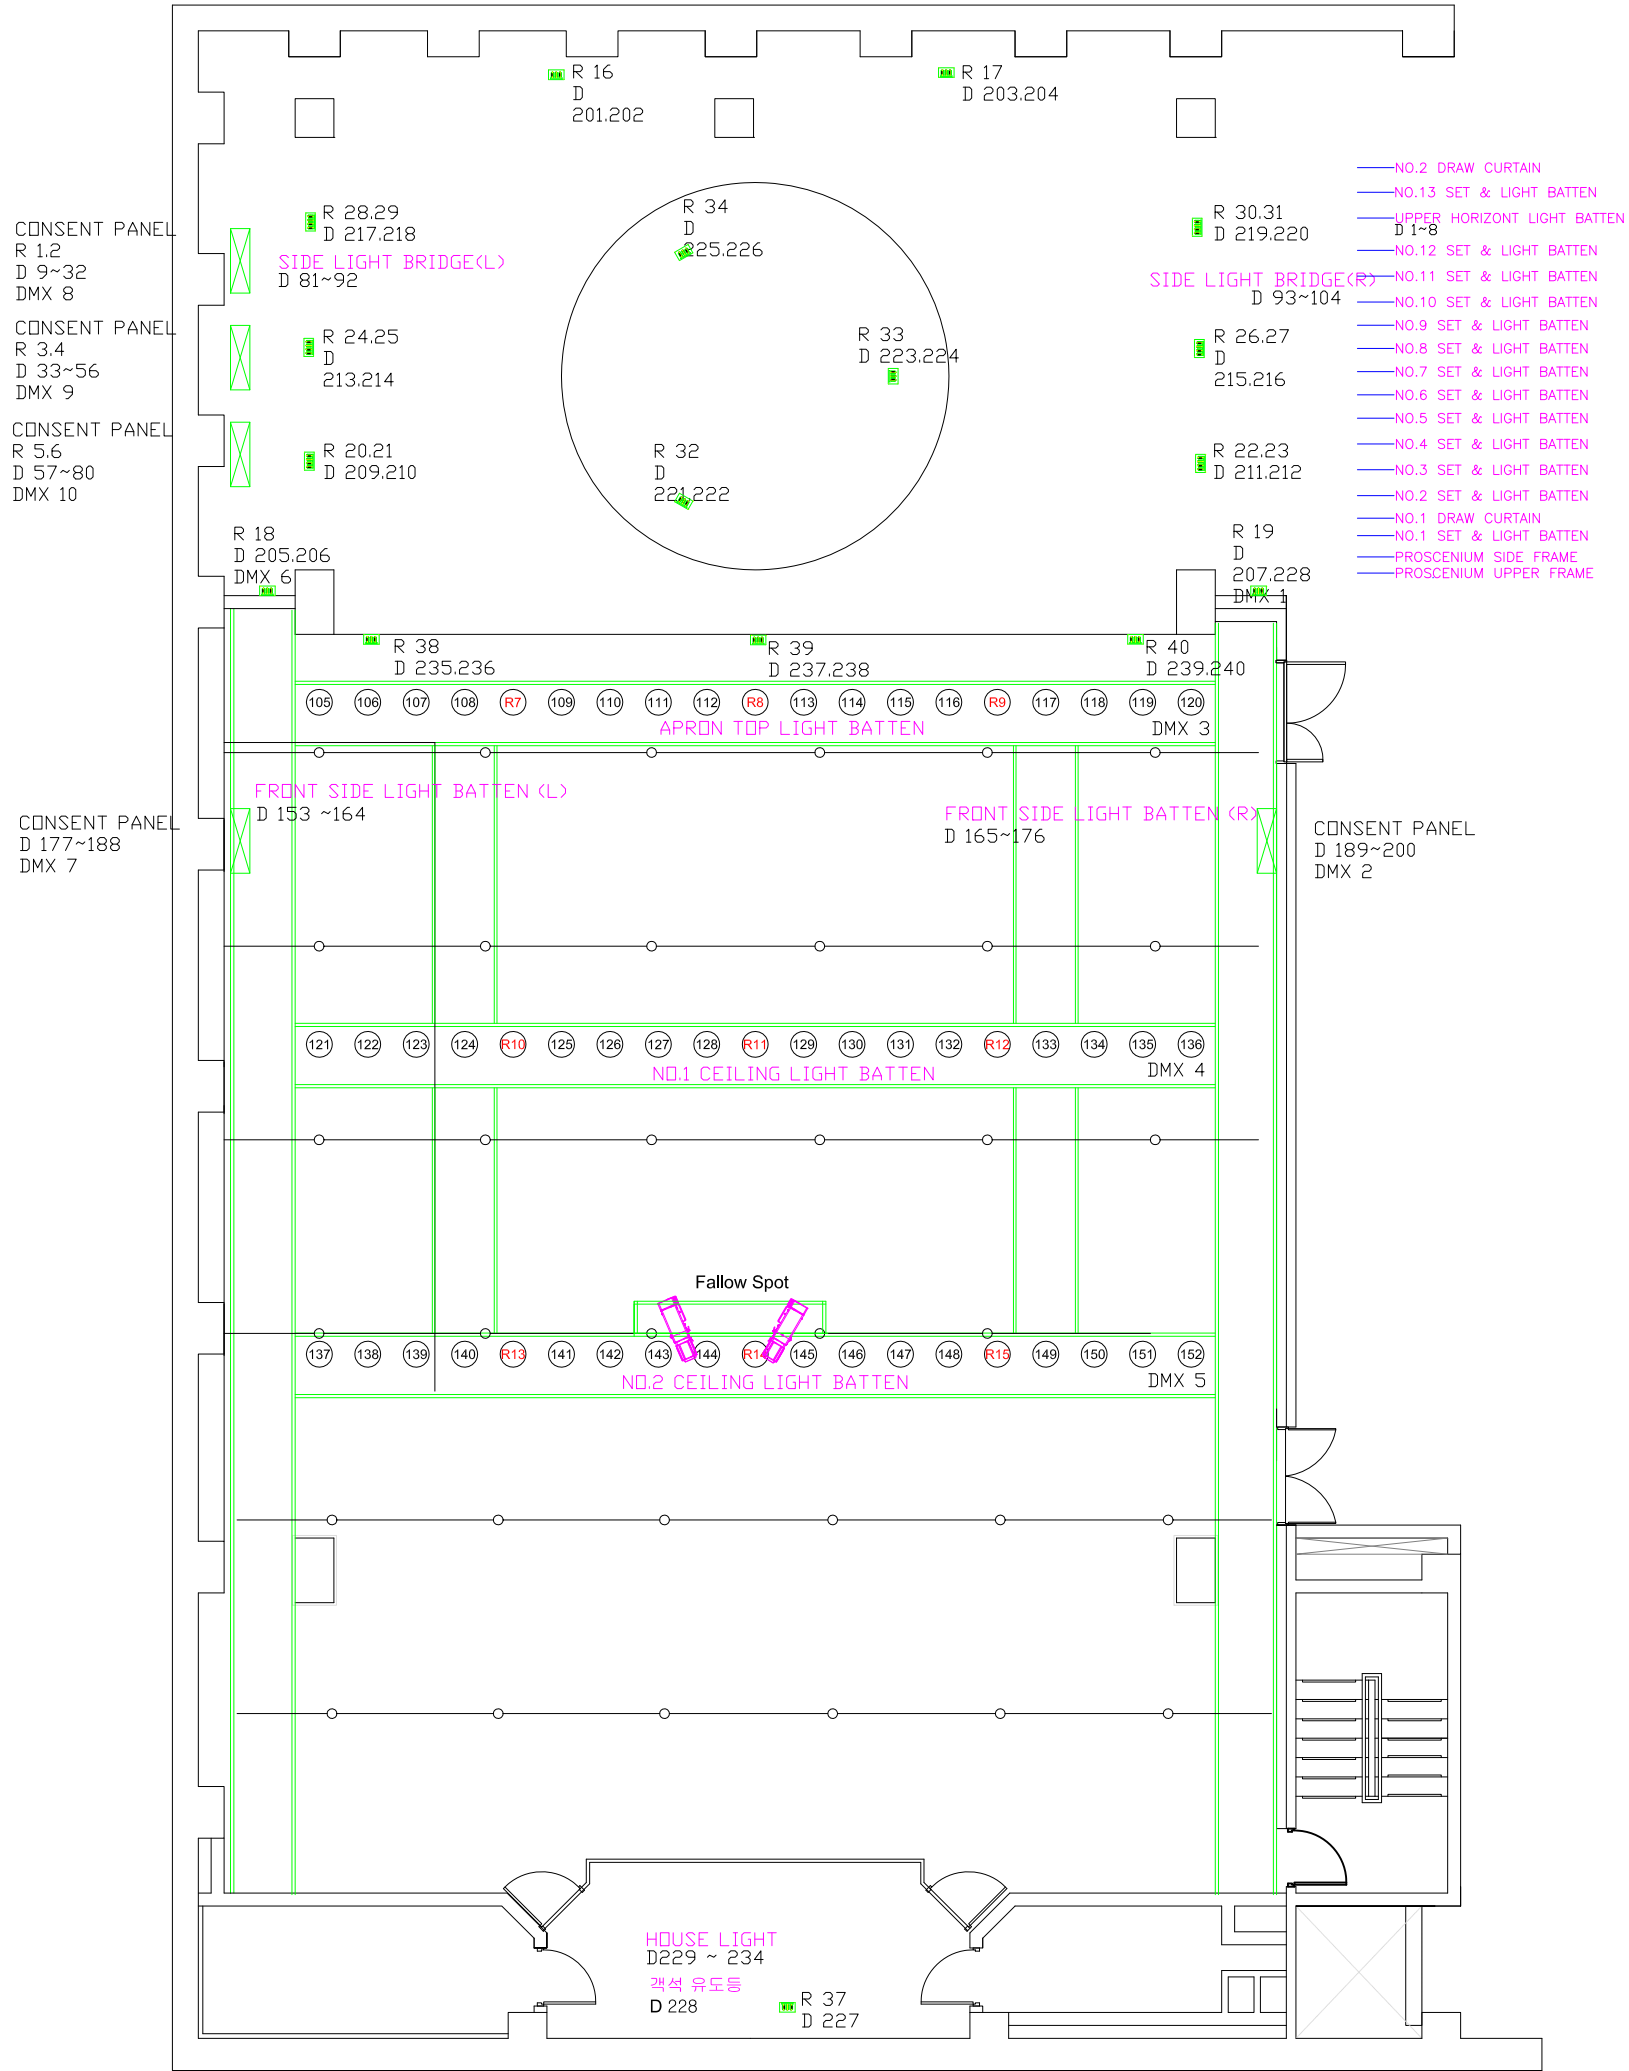 R 16
D
201.202
R 17
D 203.204
NO.2 DRAW CURTAIN
NO.13 SET & LIGHT BATTEN
UPPER HORIZONT LIGHT BATTEN
D 1~8
NO.12 SET & LIGHT BATTEN
NO.11 SET & LIGHT BATTEN
NO.10 SET & LIGHT BATTEN
NO.9 SET & LIGHT BATTEN
NO.8 SET & LIGHT BATTEN
NO.7 SET & LIGHT BATTEN
NO.6 SET & LIGHT BATTEN
NO.5 SET & LIGHT BATTEN
NO.4 SET & LIGHT BATTEN
NO.3 SET & LIGHT BATTEN
NO.2 SET & LIGHT BATTEN
NO.1 DRAW CURTAIN
NO.1 SET & LIGHT BATTEN
PROSCENIUM SIDE FRAME
PROSCENIUM UPPER FRAME
CONSENT PANEL
R 1.2
D 9~32
DMX 8
R 28.29
D 217.218
SIDE LIGHT BRIDGE(L)
D 81~92
R 34
D
225.226
R 30.31
D 219.220
SIDE LIGHT BRIDGE(R)
D 93~104
CONSENT PANEL
R 3.4
D 33~56
DMX 9
R 24.25
D
213.214
R 33
D 223.224
R 26.27
D
215.216
CONSENT PANEL
R 5.6
D 57~80
DMX 10
R 20.21
D 209.210
R 32
D
221.222
R 22.23
D 211.212
R 18
D 205.206
DMX 6
R 19
D
207.228
DMX 1
R 38
D 235.236
R 39
D 237.238
R 40
D 239.240
105 106 107 108 R7 109 110 111 112 R8 113 114 115 116 R9 117 118 119 120
APRON TOP LIGHT BATTEN
DMX 3
FRONT SIDE LIGHT BATTEN (L)
D 153 ~164
FRONT SIDE LIGHT BATTEN (R)
D 165~176
CONSENT PANEL
D 177~188
DMX 7
CONSENT PANEL
D 189~200
DMX 2
121 122 123 124 R10 125 126 127 128 R11 129 130 131 132 R12 133 134 135 136
NO.1 CEILING LIGHT BATTEN
DMX 4
Fallow Spot
137 138 139 140 R13 141 142 143 144 R14 145 146 147 148 R15 149 150 151 152
NO.2 CEILING LIGHT BATTEN
DMX 5
HOUSE LIGHT
D229 ~ 234
객석 유도등
D 228
R 37
D 227